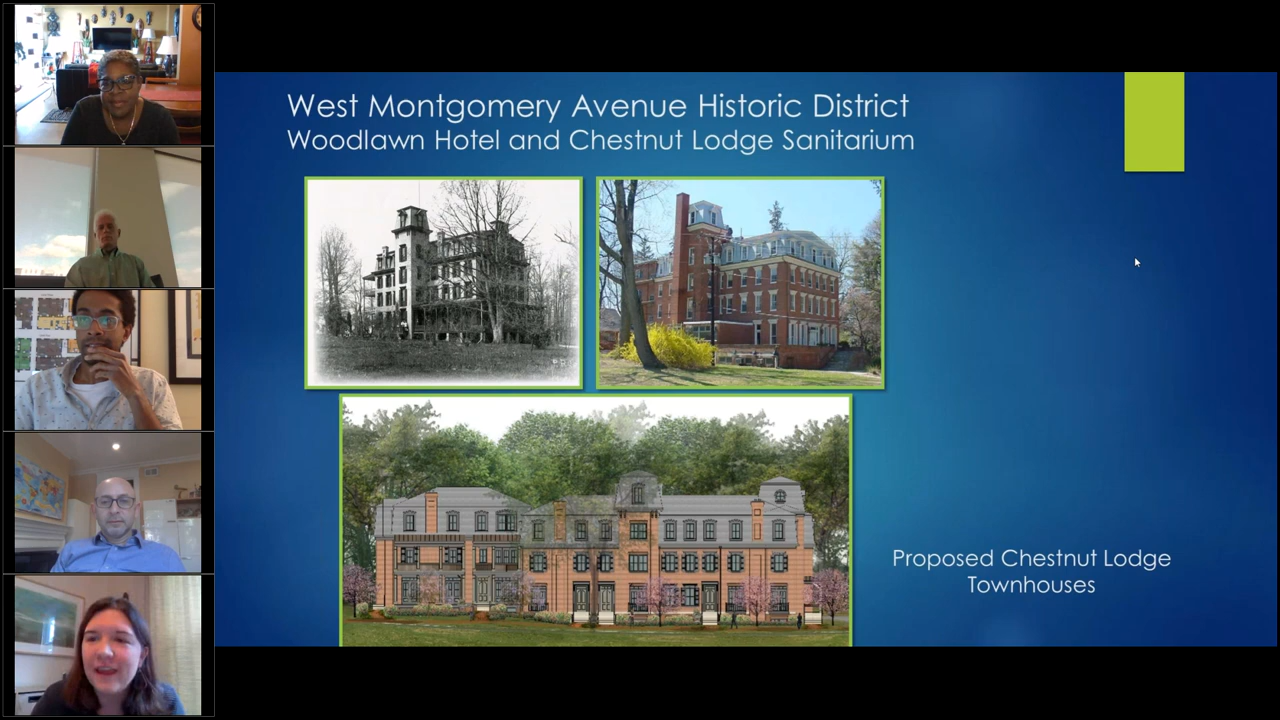 West Montgomery Avenue Historic District
Woodlawn Hotel and Chestnut Lodge Sanitarium
Proposed Chestnut Lodge
Townhouses